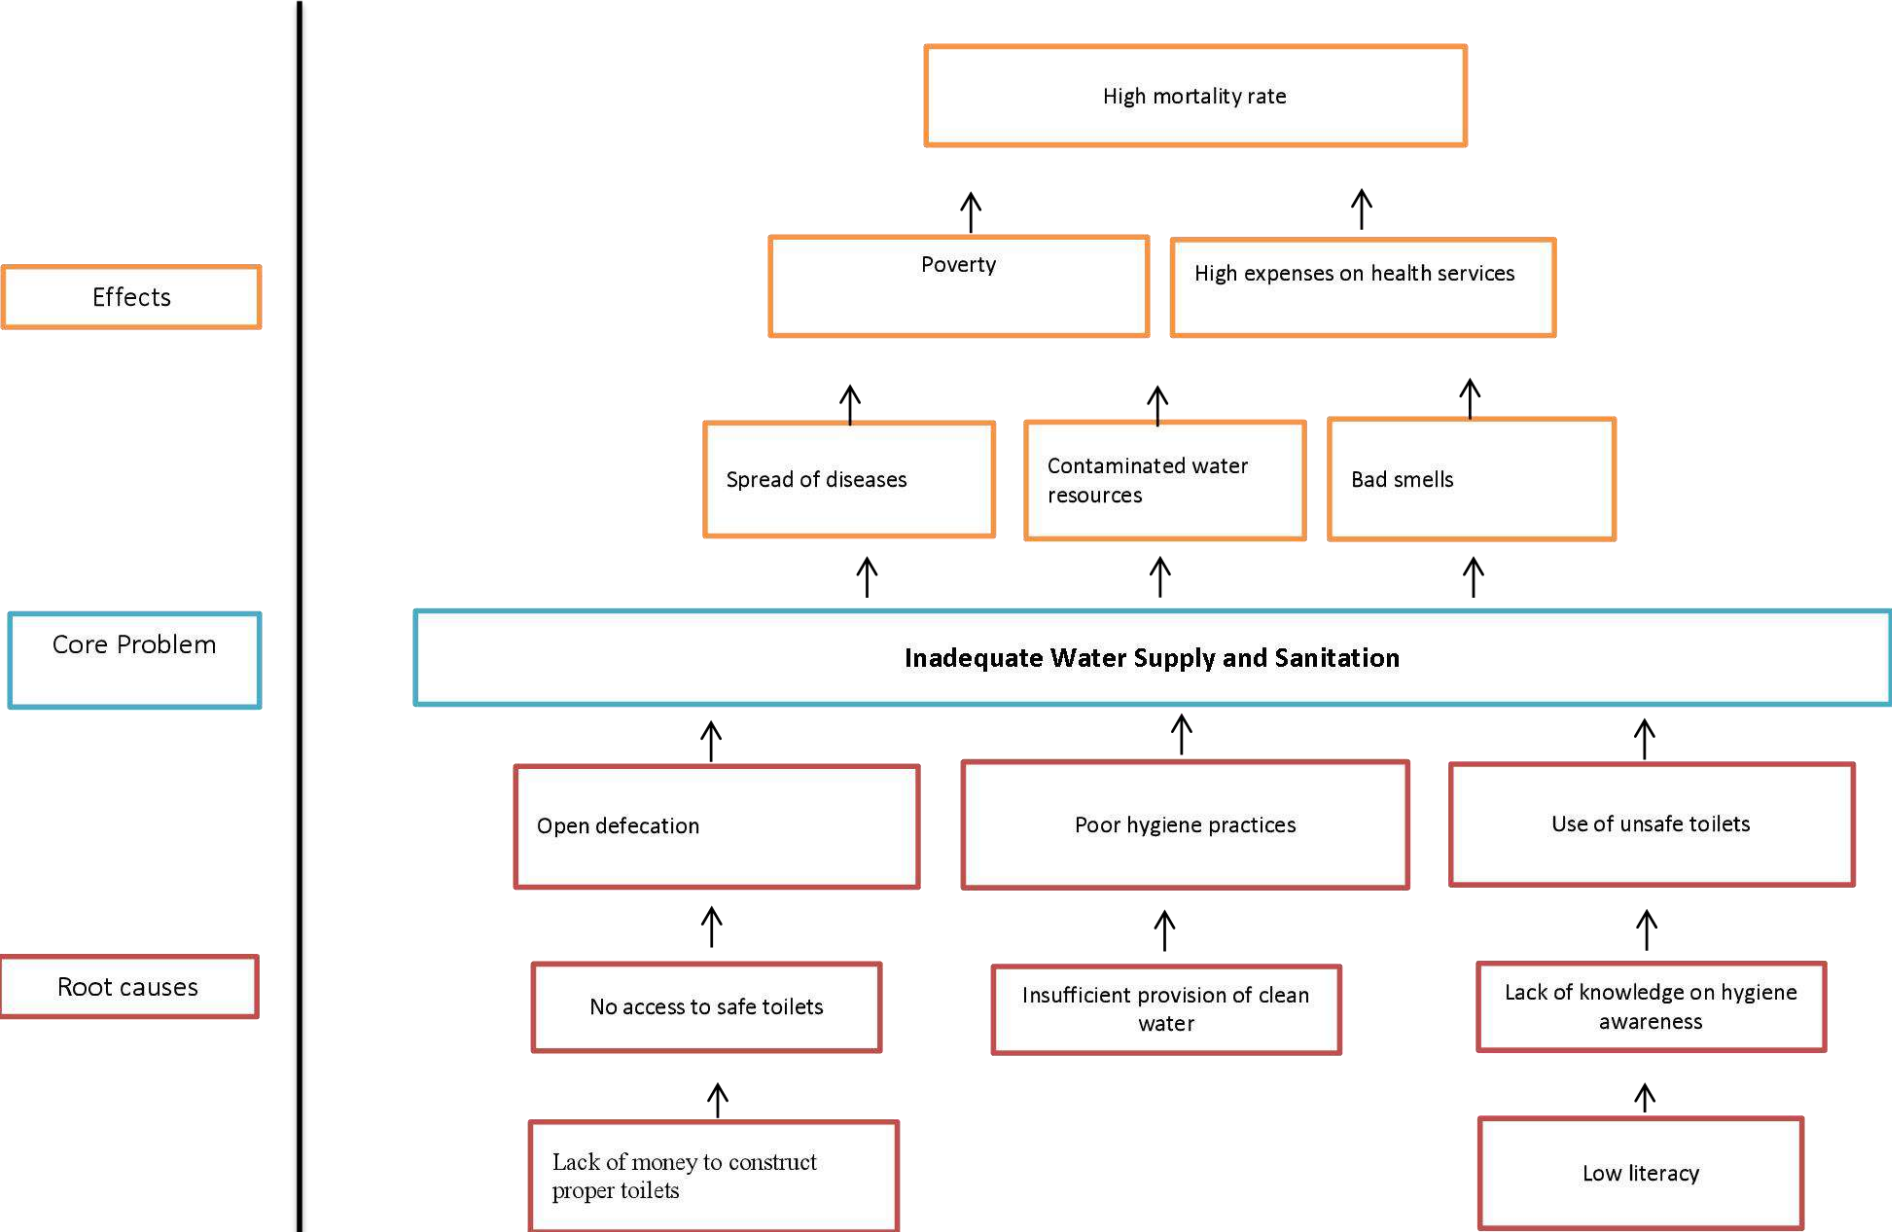 High mortality rate
Poverty
High expenses on health services
Effects
Spread of diseases
Contaminated water
resources
Bad smells
Core Problem
Inadequate Water Supply and Sanitation
Open defecation
Poor hygiene practices
Use of unsafe toilets
Root causes
No access to safe toilets
Insufficient provision of clean
water
Lack of knowledge on hygiene
awareness
Lack of money to construct
proper toilets
Low literacy